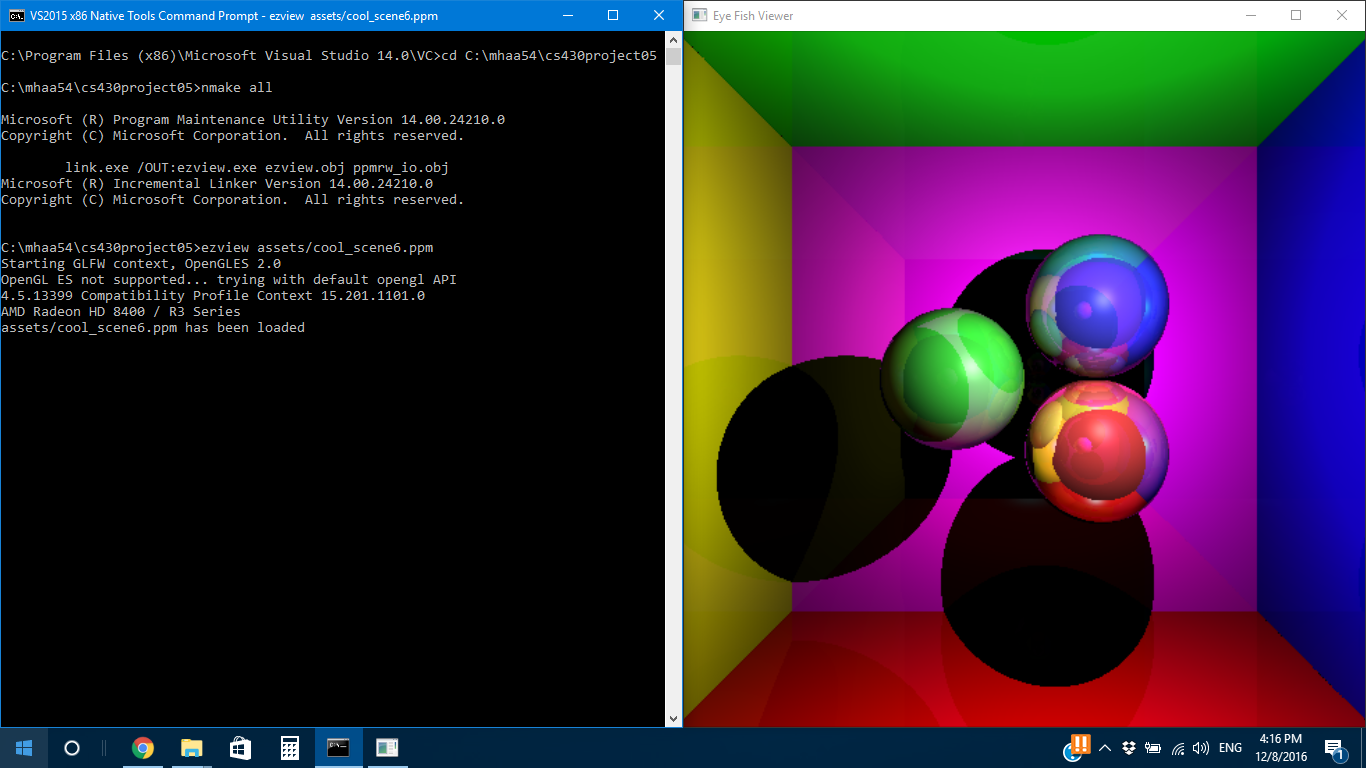 VS2015 x86 Native Tools Command Prompt - ezview  assets/cool_scene6.ppm
C:\Program Files (x86)\Microsoft Visual Studio 14.0\VC>cd C:\mhaa54\cs430project05
C:\mhaa54\cs430project05>nmake all
Microsoft (R) Program Maintenance Utility Version 14.00.24210.0
Copyright (C) Microsoft Corporation.  All rights reserved.
        link.exe /OUT:ezview.exe ezview.obj ppmrw_io.obj
Microsoft (R) Incremental Linker Version 14.00.24210.0
Copyright (C) Microsoft Corporation.  All rights reserved.
C:\mhaa54\cs430project05>ezview assets/cool_scene6.ppm
Starting GLFW context, OpenGLES 2.0
OpenGL ES not supported... trying with default opengl API
4.5.13399 Compatibility Profile Context 15.201.1101.0
AMD Radeon HD 8400 / R3 Series
assets/cool_scene6.ppm has been loaded
Eye Fish Viewer
ENG
4:16 PM
12/8/2016
1